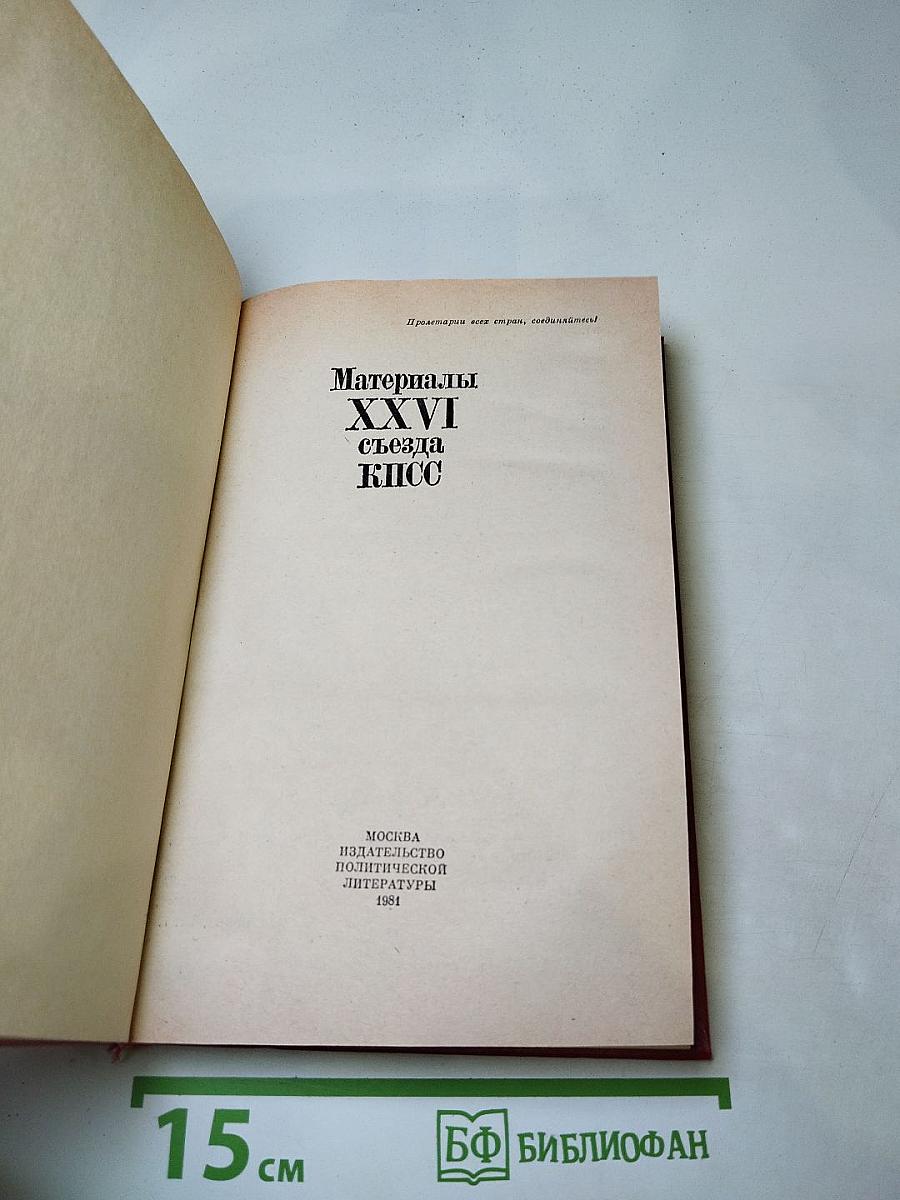 Пролетарии всех стран, соединяйтесь!
Материалы
XXVI
съезда
КПСС
МОСКВА
ИЗДАТЕЛЬСТВО
ПОЛИТИЧЕСКОЙ
ЛИТЕРАТУРЫ
1981
15 см
БФ БИБЛИОФАН